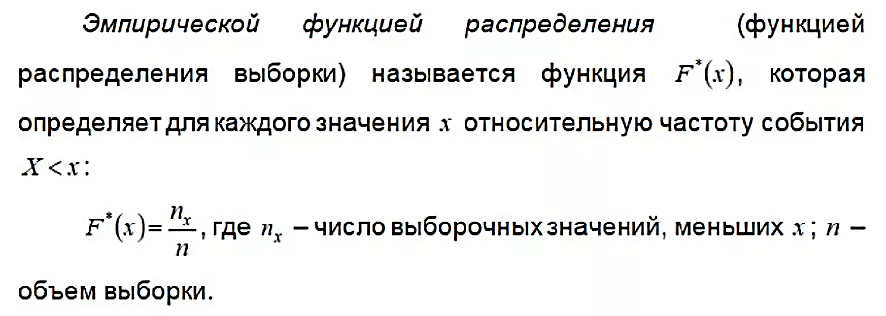 Эмпирической функцией распределения (функцией
распределения выборки) называется функция F*(x), которая
определяет для каждого значения x относительную частоту события
X < x:
F*(x) = n_x/n, где n_x – число выборочных значений, меньших x; n –
объем выборки.